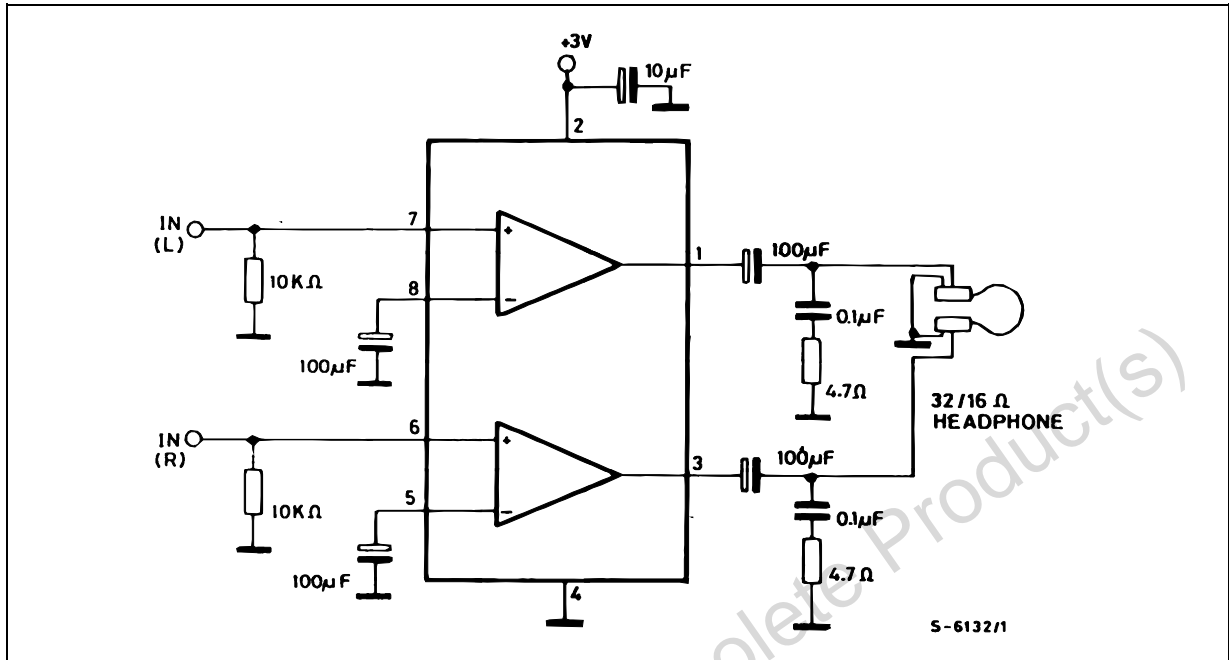 +3V
10µF
2
IN
(L)
7
10KΩ
8
100µF
1
100µF
0.1µF
4.7Ω
32/16 Ω
HEADPHONE
IN
(R)
6
10KΩ
5
100µF
3
100µF
0.1µF
4.7Ω
4
S-6132/1
olete Product(s)